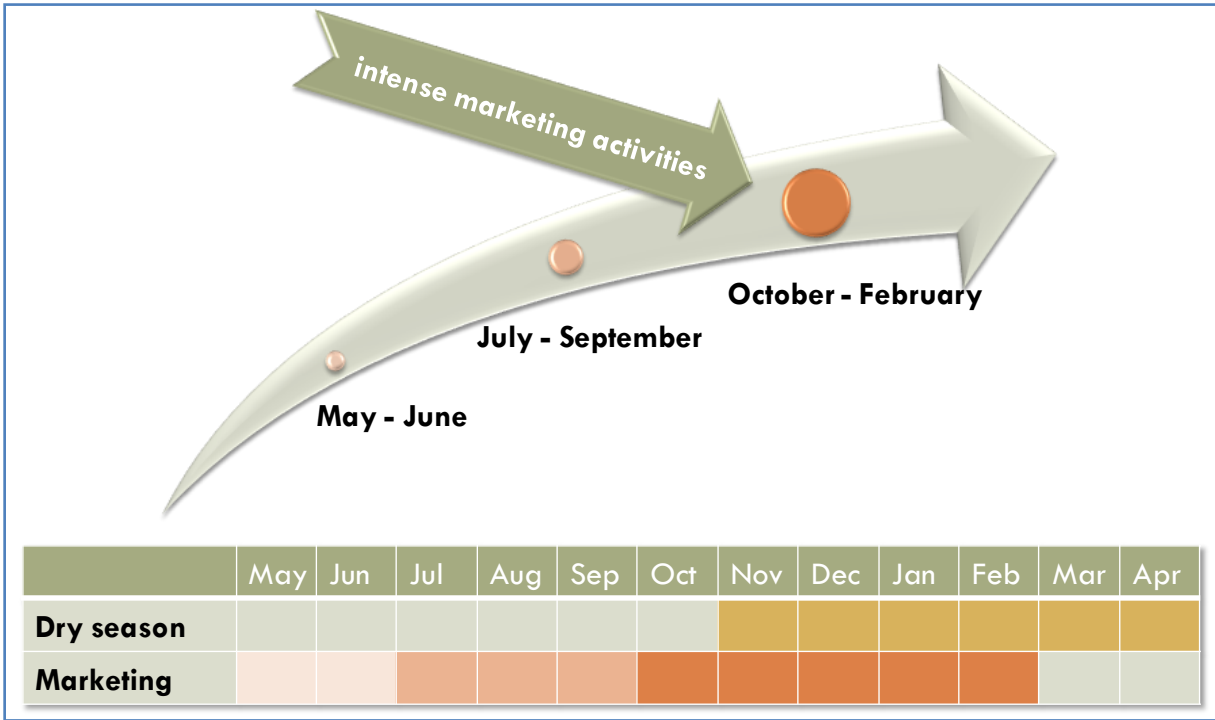 intense marketing activities
October - February
July - September
May - June
May Jun Jul Aug Sep Oct Nov Dec Jan Feb Mar Apr
Dry season
Marketing